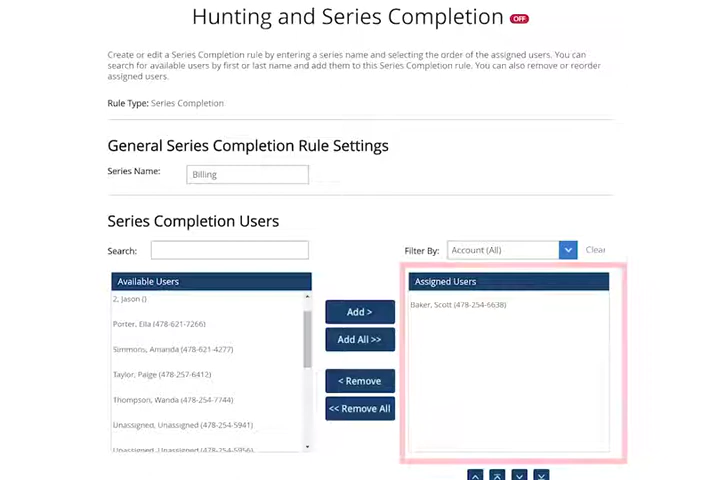 Hunting and Series Completion OFF
Create or edit a Series Completion rule by entering a series name and selecting the order of the assigned users. You can
search for available users by first or last name and add them to this Series Completion rule. You can also remove or reorder
assigned users.
Rule Type: Series Completion
General Series Completion Rule Settings
Series Name: Billing
Series Completion Users
Search:
Filter By: Account (All) Clear
Available Users
2, Jason ()
Porter, Ella (478-621-7266)
Simmons, Amanda (478-621-4277)
Taylor, Paige (478-257-6412)
Thompson, Wanda (478-254-7744)
Unassigned, Unassigned (478-254-5941)
Unassigned, Unassigned (478-254-5956)
Add >
Add All >>
< Remove
<< Remove All
Assigned Users
Baker, Scott (478-254-6638)